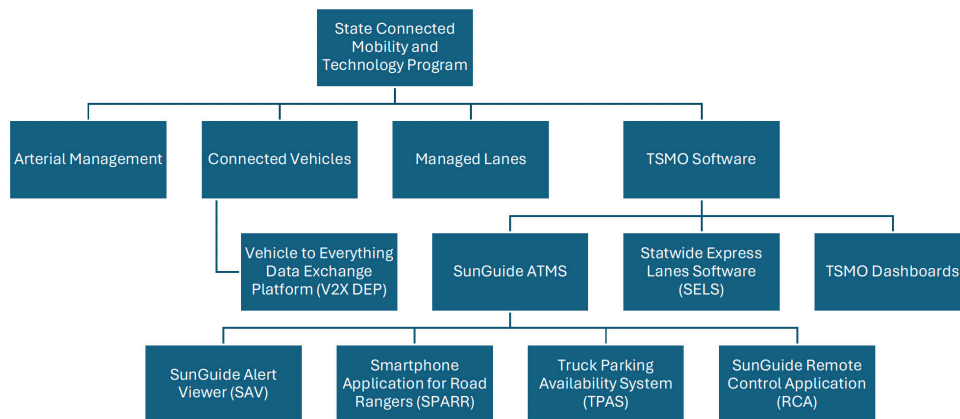 State Connected
Mobility and
Technology Program
Arterial Management
Connected Vehicles
Managed Lanes
TSMO Software
Vehicle to Everything
Data Exchange
Platform (V2X DEP)
SunGuide ATMS
Statwide Express
Lanes Software
(SELS)
TSMO Dashboards
SunGuide Alert
Viewer (SAV)
Smartphone
Application for Road
Rangers (SPARR)
Truck Parking
Availability System
(TPAS)
SunGuide Remote
Control Application
(RCA)